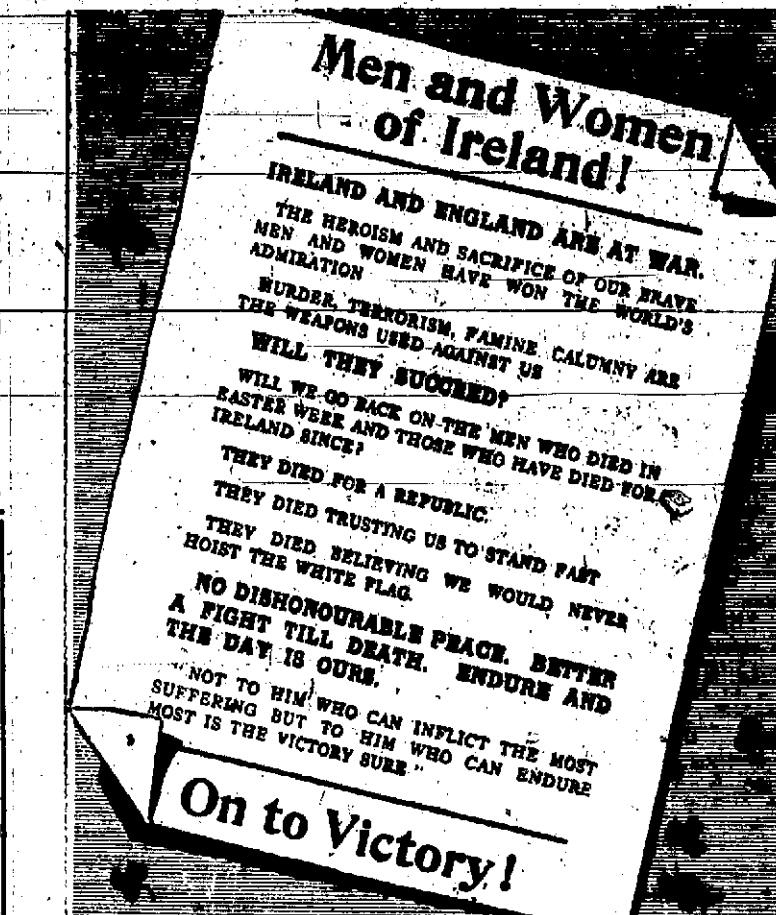 Men and Women
of Ireland!
IRELAND AND ENGLAND ARE AT WAR.
THE HEROISM AND SACRIFICE OF OUR BRAVE
MEN AND WOMEN HAVE WON THE WORLD'S
ADMIRATION
MURDER, TERRORISM, FAMINE CALUMNY ARE
THE WEAPONS USED AGAINST US
WILL THEY SUCCEED?
WILL WE GO BACK ON THE MEN WHO DIED IN
EASTER WEEK AND THOSE WHO HAVE DIED FOR
IRELAND SINCE?
THEY DIED FOR A REPUBLIC.
THEY DIED TRUSTING US TO STAND FAST
THEY DIED BELIEVING WE WOULD NEVER
HOIST THE WHITE FLAG.
NO DISHONOURABLE PEACE. BETTER
A FIGHT TILL DEATH. ENDURE AND
THE DAY IS OURS.
"NOT TO HIM WHO CAN INFLICT THE MOST
SUFFERING BUT TO HIM WHO CAN ENDURE
MOST IS THE VICTORY SURE"
On to Victory!